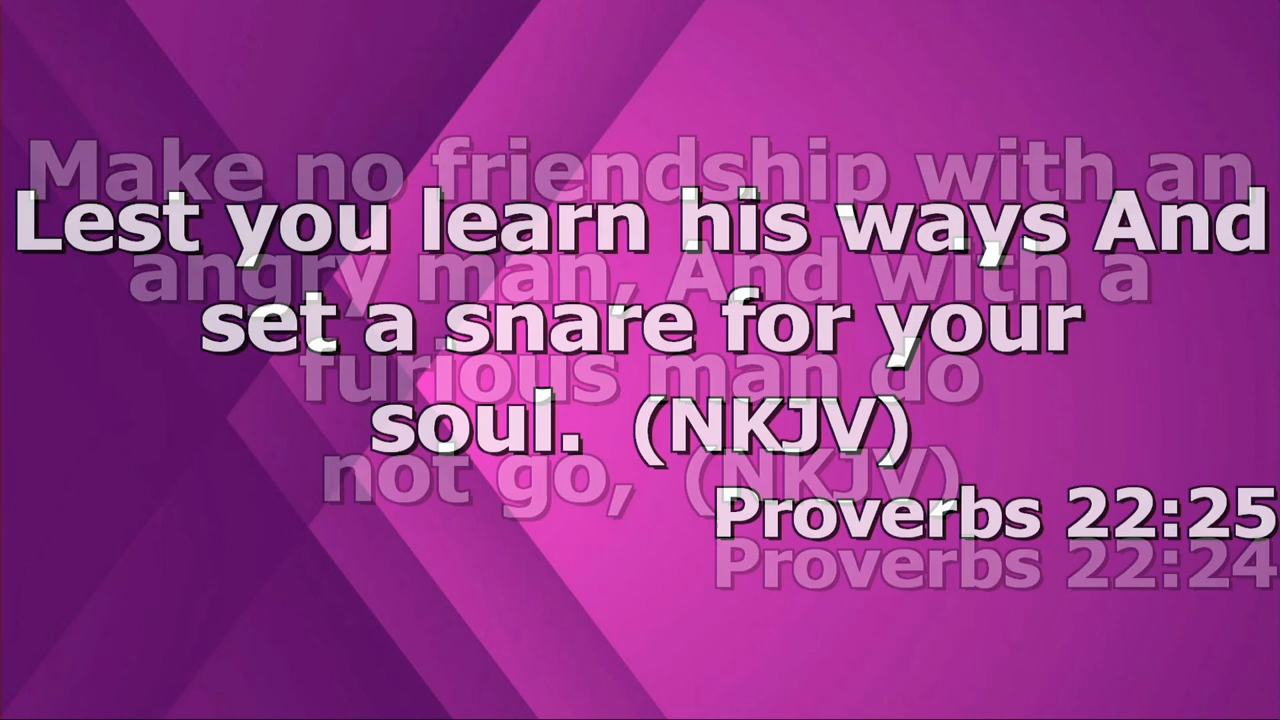 Make no friendship with an
angry man, And with a
furious man do
not go, (NKJV)
Proverbs 22:24
Lest you learn his ways And
set a snare for your
soul. (NKJV)
Proverbs 22:25